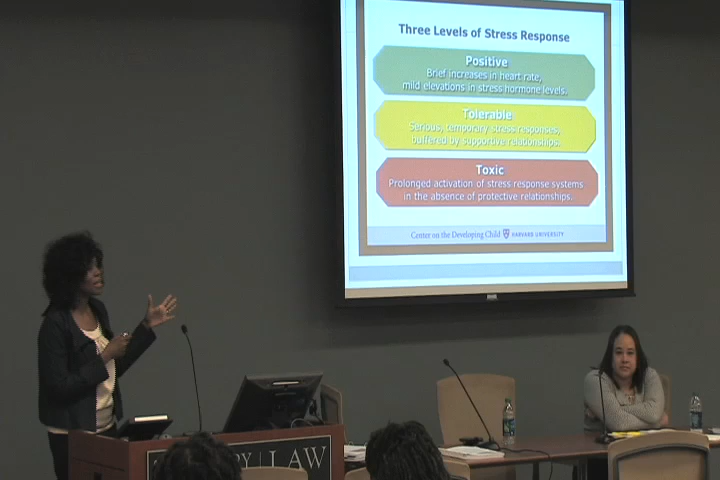 Three Levels of Stress Response
Positive
Brief increases in heart rate,
mild elevations in stress hormone levels.
Tolerable
Serious, temporary stress responses,
buffered by supportive relationships.
Toxic
Prolonged activation of stress response systems
in the absence of protective relationships.
Center on the Developing Child HARVARD UNIVERSITY
LAW